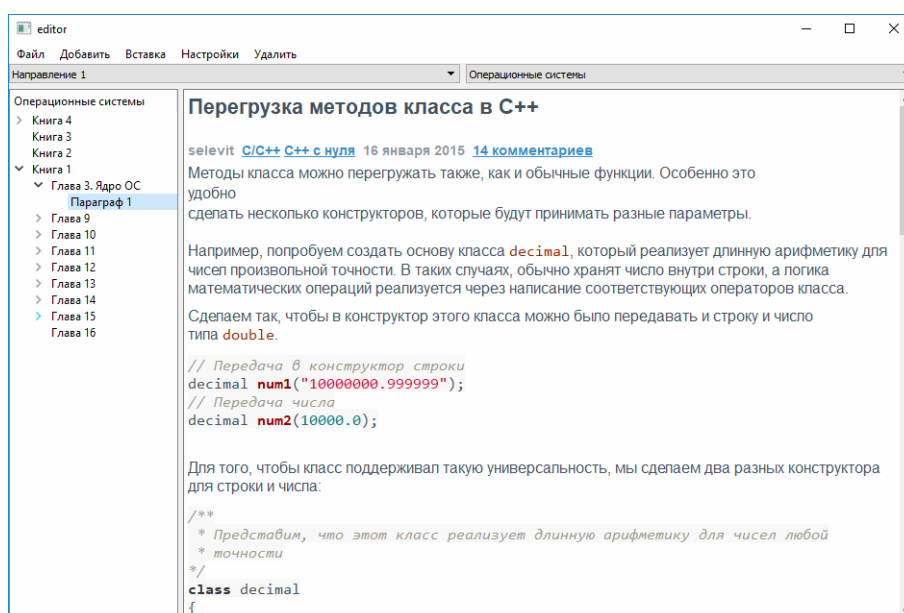 editor
Файл Добавить Вставка Настройки Удалить
Направление 1
Операционные системы
Операционные системы
Книга 4
Книга 3
Книга 2
Книга 1
Глава 3. Ядро ОС
Параграф 1
Глава 9
Глава 10
Глава 11
Глава 12
Глава 13
Глава 14
Глава 15
Глава 16
Перегрузка методов класса в С++
selevit C/C++ C++ с нуля 16 января 2015 14 комментариев
Методы класса можно перегружать также, как и обычные функции. Особенно это
удобно
сделать несколько конструкторов, которые будут принимать разные параметры.
Например, попробуем создать основу класса decimal, который реализует длинную арифметику для
чисел произвольной точности. В таких случаях, обычно хранят число внутри строки, а логика
математических операций реализуется через написание соответствующих операторов класса.
Сделаем так, чтобы в конструктор этого класса можно было передавать и строку и число
типа double.
// Передача в конструктор строки
decimal num1("10000000.999999");
// Передача числа
decimal num2(10000.0);
Для того, чтобы класс поддерживал такую универсальность, мы сделаем два разных конструктора
для строки и числа:
/**
* Представим, что этот класс реализует длинную арифметику для чисел любой
* точности
*/
class decimal
{